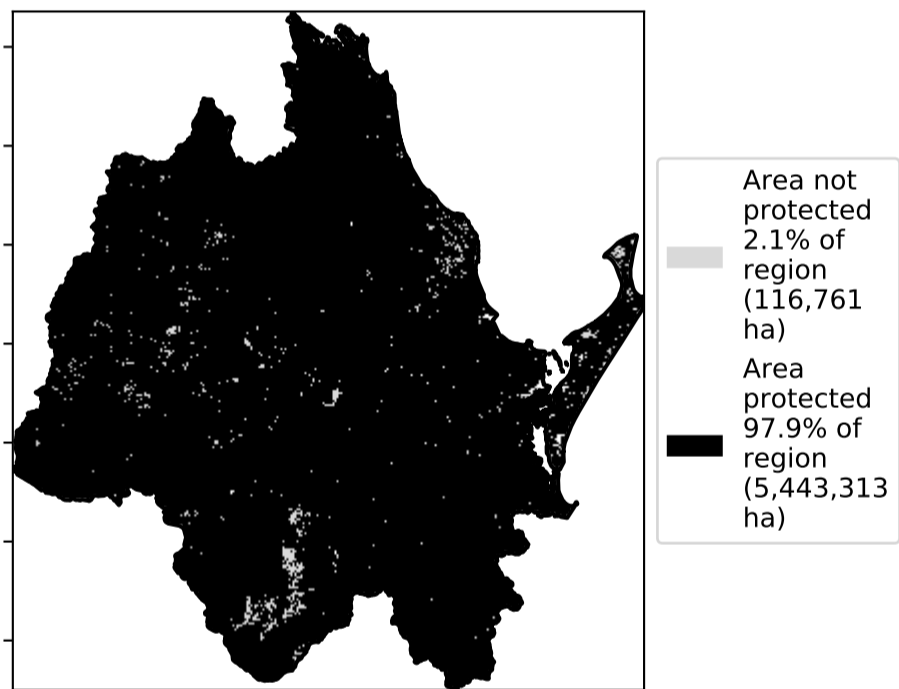 Area not
protected
2.1% of
region
(116,761
ha)
Area
protected
97.9% of
region
(5,443,313
ha)